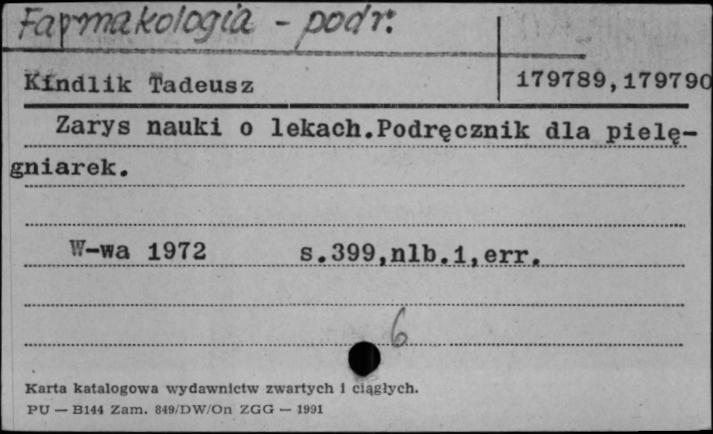 Farmakologia - podr.
Kindlik Tadeusz 179789,179790
Zarys nauki o lekach.Podręcznik dla pielę-
gniarek.
W-wa 1972 s.399,nlb.1,err.
6
Karta katalogowa wydawnictw zwartych i ciągłych.
PU — B144 Zam. 849/DW/On ZGG — 1991